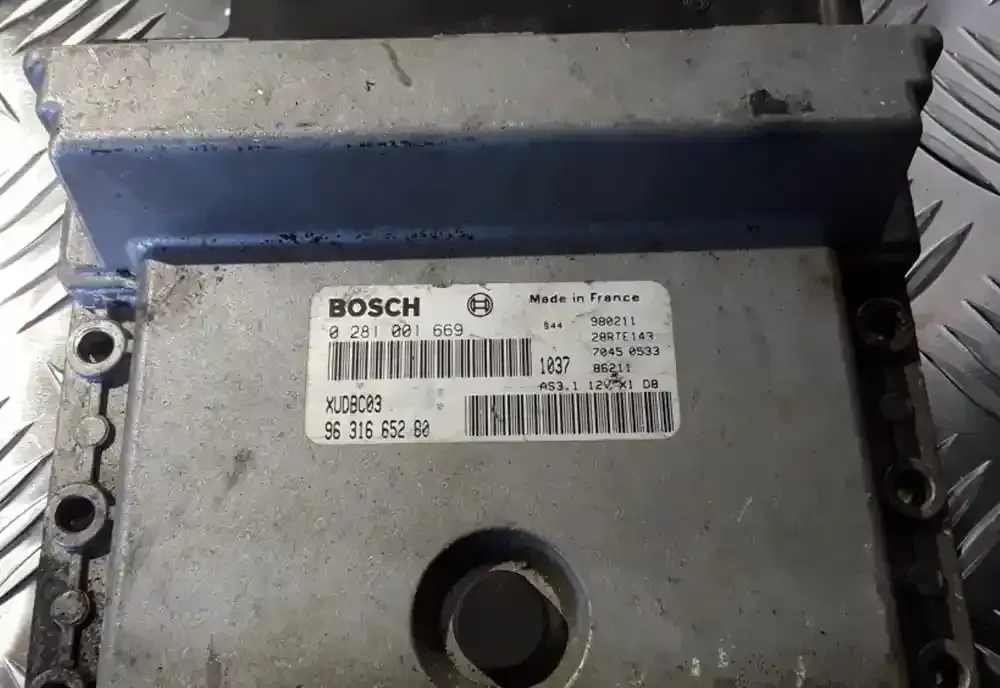 BOSCH
Made in France
0 281 001 669
S44
980211
28RTE143
7045 0533
1037
86211
AS3.1 12V X1 D8
XUDBC03
96 316 652 80